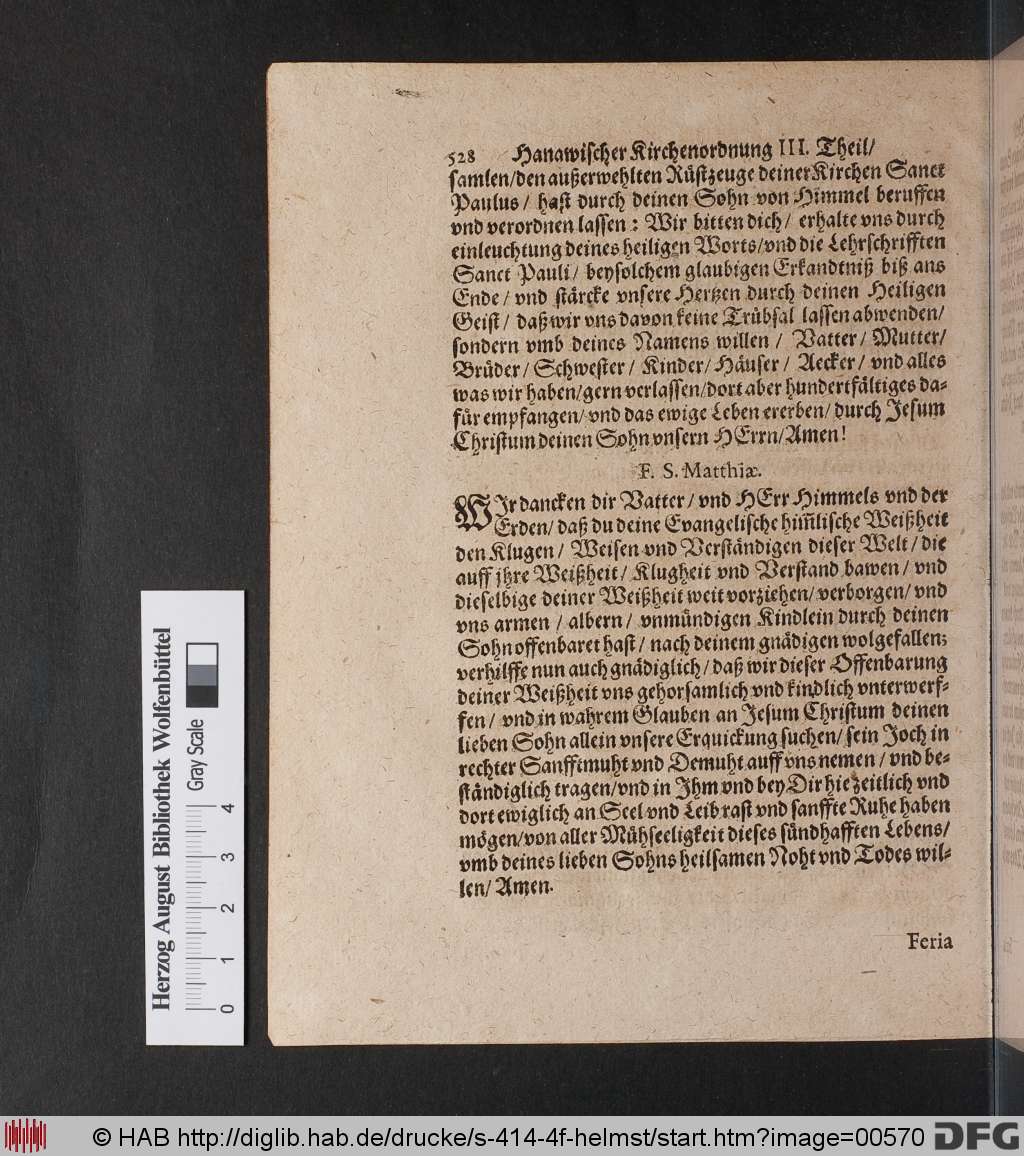 528 Hanawischer Kirchenordnung III. Theil/
samlen/den außerwehlten Rüstzeuge deiner Kirchen Sanct
Paulus/ hast durch deinen Sohn von Himmel beruffen
vnd verordnen lassen: Wir bitten dich/ erhalte vns durch
einleuchtung deines heiligen Worts/vnd die Lehrschrifften
Sanct Pauli/ bey solchem glaubigen Erkandtniß biß ans
Ende/ vnd stärcke vnsere Hertzen durch deinen Heiligen
Geist/ daß wir vns davon keine Trübsal lassen abwenden/
sondern vmb deines Namens willen/ Vatter/ Mutter/
Brüder/ Schwester/ Kinder/ Häuser/ Aecker/ vnd alles
was wir haben/gern verlassen/dort aber hundertfältiges da-
für empfangen/ vnd das ewige Leben ererben/ durch Jesum
Christum deinen Sohn vnsern HErrn/Amen!
F. S. Matthiæ.
WIr dancken dir Vatter/ vnd HErr Himmels vnd der
Erden/ daß du deine Evangelische him̃lische Weißheit
den Klugen/ Weisen vnd Verständigen dieser Welt/ die
auff jhre Weißheit/ Klugheit vnd Verstand bawen/ vnd
dieselbige deiner Weißheit weit vorziehen/ verborgen/ vnd
vns armen/ albern/ vnmündigen Kindlein durch deinen
Sohn offenbaret hast/ nach deinem gnädigen wolgefallen;
verhilffe nun auch gnädiglich/ daß wir dieser Offenbarung
deiner Weißheit vns gehorsamlich vnd kindlich vnterwerf-
fen/ vnd in wahrem Glauben an Jesum Christum deinen
lieben Sohn allein vnsere Erquickung suchen/ sein Joch in
rechter Sanfftmuht vnd Demuht auff vns nemen/ vnd be-
ständiglich tragen/vnd in Ihm vnd bey Dir hie zeitlich vnd
dort ewiglich an Seel vnd Leib rast vnd sanffte Ruhe haben
mögen/von aller Mühseeligkeit dieses sündhafften Lebens/
vmb deines lieben Sohns heilsamen Noht vnd Todes wil-
len/ Amen.
Feria
Herzog August Bibliothek Wolfenbüttel
Gray Scale
0 1 2 3 4
© HAB http://diglib.hab.de/drucke/s-414-4f-helmst/start.htm?image=00570 DFG